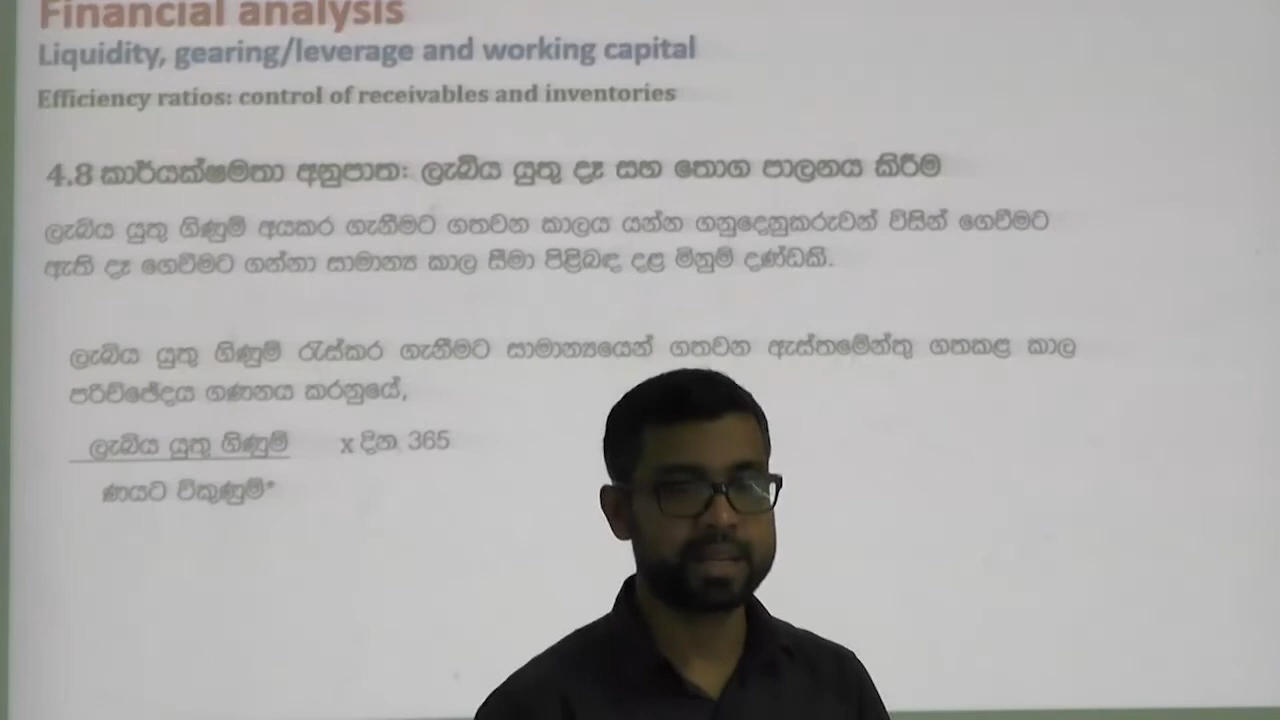 Financial analysis
Liquidity, gearing/leverage and working capital
Efficiency ratios: control of receivables and inventories
4.8 කාර්යක්ෂමතා අනුපාත: ලැබිය යුතු දෑ සහ තොග පාලනය කිරීම
ලැබිය යුතු ගිණුම් අයකර ගැනීමට ගතවන කාලය යන්න ගනුදෙනුකරුවන් විසින් ගෙවීමට
ඇති දෑ ගෙවීමට ගන්නා සාමාන්‍ය කාල සීමා පිළිබඳ දළ මිනුම් දණ්ඩකි.
ලැබිය යුතු ගිණුම් රැස්කර ගැනීමට සාමාන්‍යයෙන් ගතවන ඇස්තමේන්තු ගතකළ කාල
පරිච්ඡේදය ගණනය කරනුයේ,
ලැබිය යුතු ගිණුම් x දින 365
ණයට විකුණුම්*